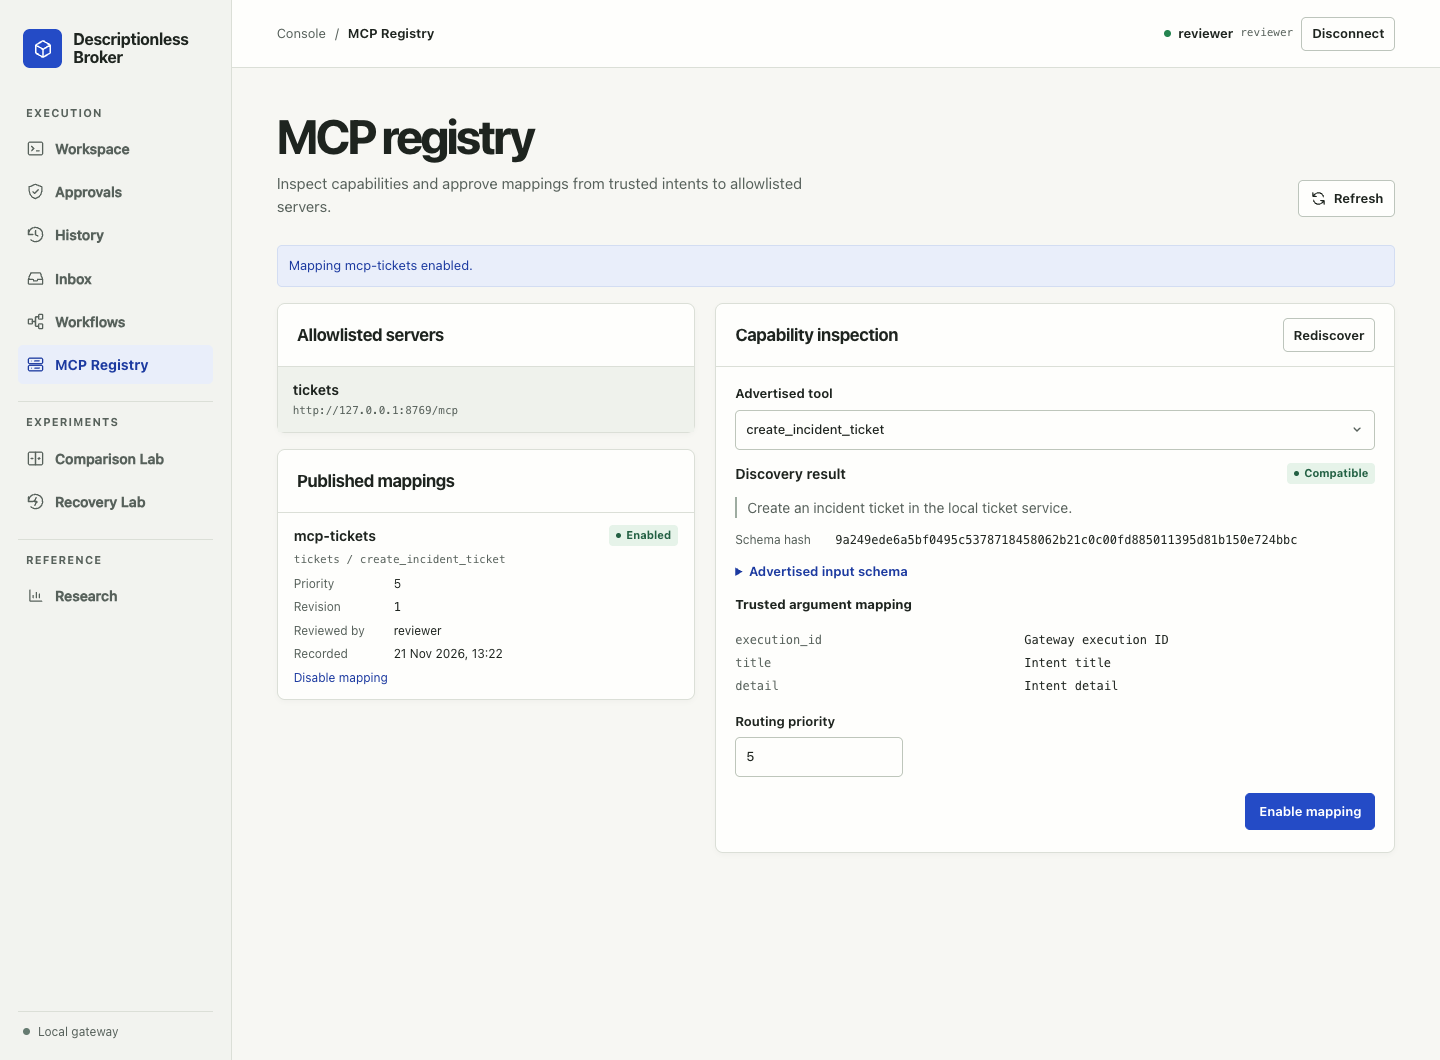 Descriptionless
Broker
EXECUTION
Workspace
Approvals
History
Inbox
Workflows
MCP Registry
EXPERIMENTS
Comparison Lab
Recovery Lab
REFERENCE
Research
Local gateway
Console / MCP Registry
reviewer reviewer Disconnect
MCP registry
Inspect capabilities and approve mappings from trusted intents to allowlisted
servers.
Refresh
Mapping mcp-tickets enabled.
Allowlisted servers
tickets
http://127.0.0.1:8769/mcp
Published mappings
mcp-tickets Enabled
tickets / create_incident_ticket
Priority 5
Revision 1
Reviewed by reviewer
Recorded 21 Nov 2026, 13:22
Disable mapping
Capability inspection Rediscover
Advertised tool
create_incident_ticket
Discovery result Compatible
Create an incident ticket in the local ticket service.
Schema hash 9a249ede6a5bf0495c5378718458062b21c0c00fd885011395d81b150e724bbc
Advertised input schema
Trusted argument mapping
execution_id Gateway execution ID
title Intent title
detail Intent detail
Routing priority
5
Enable mapping